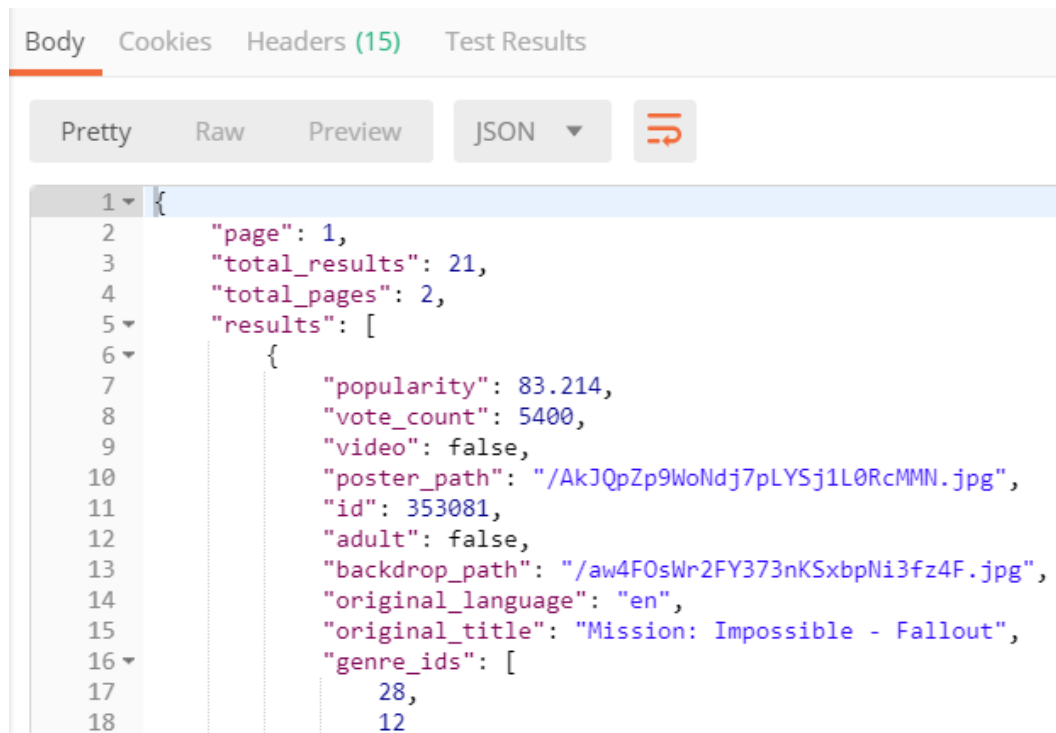 Body Cookies Headers (15) Test Results
Pretty Raw Preview JSON
1 {
2 "page": 1,
3 "total_results": 21,
4 "total_pages": 2,
5 "results": [
6 {
7 "popularity": 83.214,
8 "vote_count": 5400,
9 "video": false,
10 "poster_path": "/AkJQpZp9WoNdj7pLYSj1L0RcMMN.jpg",
11 "id": 353081,
12 "adult": false,
13 "backdrop_path": "/aw4FOsWr2FY373nKSxbpNi3fz4F.jpg",
14 "original_language": "en",
15 "original_title": "Mission: Impossible - Fallout",
16 "genre_ids": [
17 28,
18 12